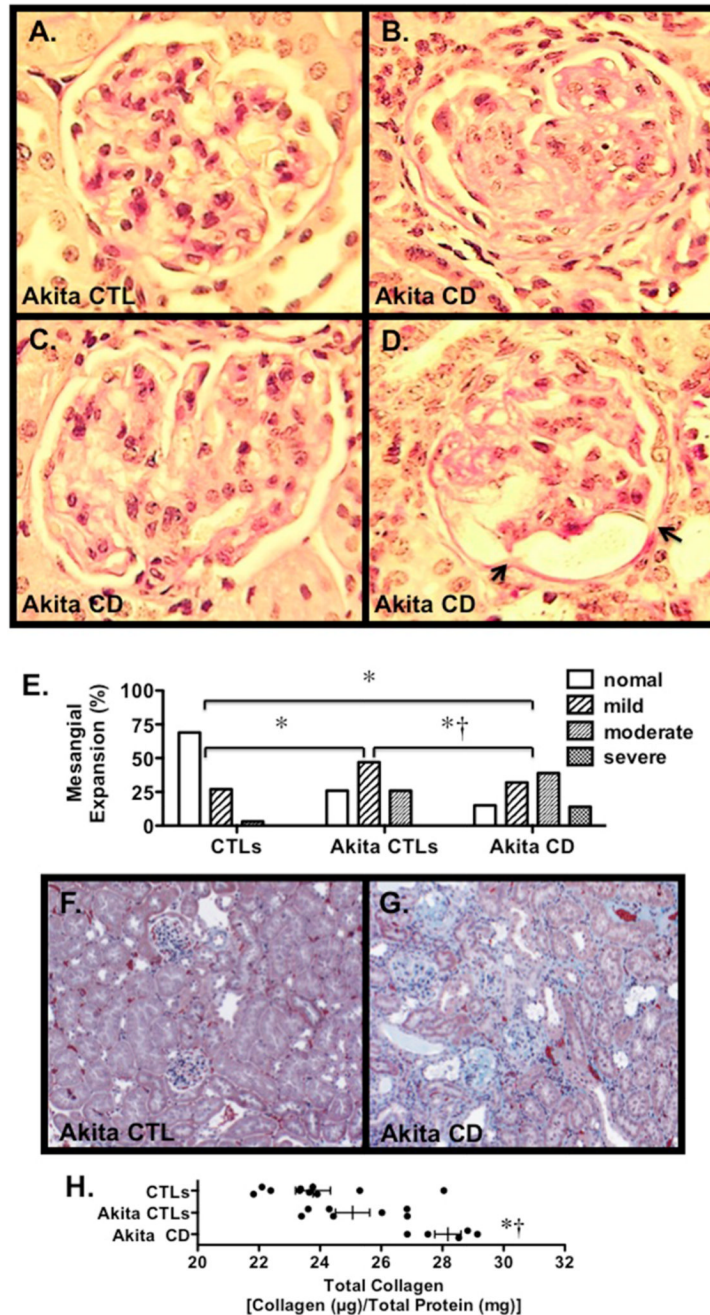 A.
B.
Akita CTL
Akita CD
C.
D.
Akita CD
Akita CD
E.
Mesangial
Expansion (%)
100
75
50
25
0
*
*
*†
nomal
mild
moderate
severe
CTLs
Akita CTLs
Akita CD
F.
G.
Akita CTL
Akita CD
H.
CTLs
Akita CTLs
Akita CD
*†
20
22
24
26
28
30
32
Total Collagen
[Collagen (µg)/Total Protein (mg)]